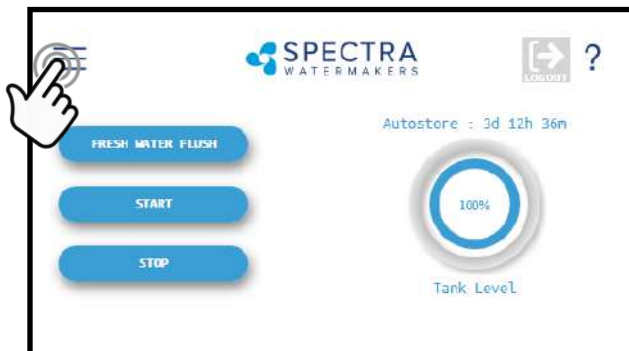 SPECTRA
WATERMAKERS
LOGOUT
?
Autostore : 3d 12h 36m
FRESH WATER FLUSH
START
100%
STOP
Tank Level